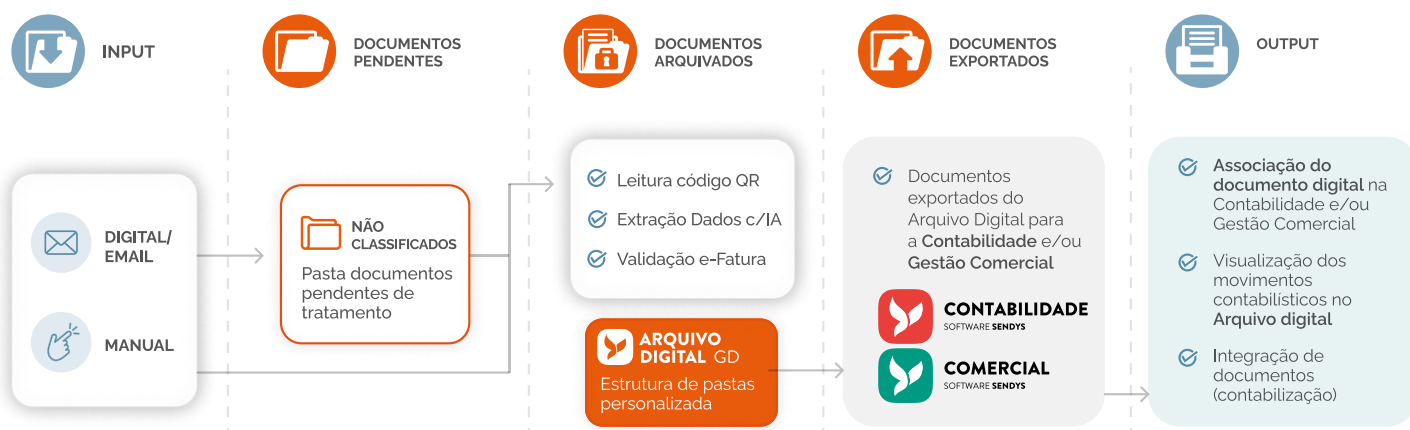 INPUT
DOCUMENTOS
PENDENTES
DOCUMENTOS
ARQUIVADOS
DOCUMENTOS
EXPORTADOS
OUTPUT
DIGITAL/
EMAIL
MANUAL
NÃO
CLASSIFICADOS
Pasta documentos
pendentes de
tratamento
Leitura código QR
Extração Dados c/IA
Validação e-Fatura
ARQUIVO
DIGITAL GD
Estrutura de pastas
personalizada
Documentos
exportados do
Arquivo Digital para
a Contabilidade e/ou
Gestão Comercial
CONTABILIDADE
SOFTWARE SENDYS
COMERCIAL
SOFTWARE SENDYS
Associação do
documento digital na
Contabilidade e/ou
Gestão Comercial
Visualização dos
movimentos
contabilísticos no
Arquivo digital
Integração de
documentos
(contabilização)